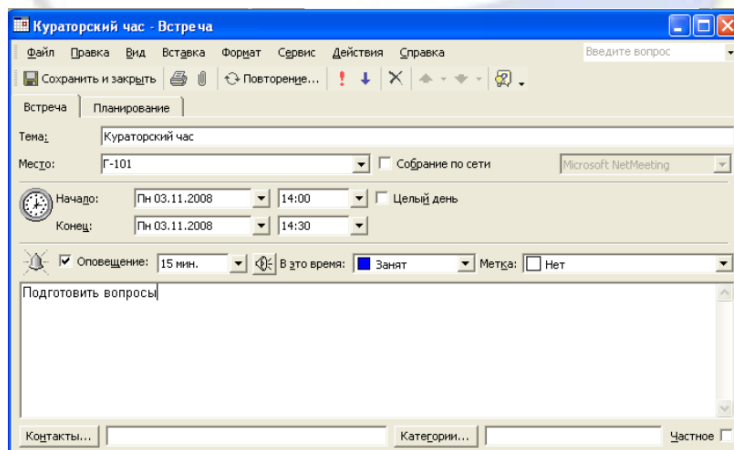 Кураторский час - Встреча
Файл Правка Вид Вставка Формат Сервис Действия Справка Введите вопрос
Сохранить и закрыть Повторение...
Встреча Планирование
Тема: Кураторский час
Место: Г-101 Собрание по сети Microsoft NetMeeting
Начало: Пн 03.11.2008 14:00 Целый день
Конец: Пн 03.11.2008 14:30
Оповещение: 15 мин. В это время: Занят Метка: Нет
Подготовить вопросы
Контакты... Категории... Частное